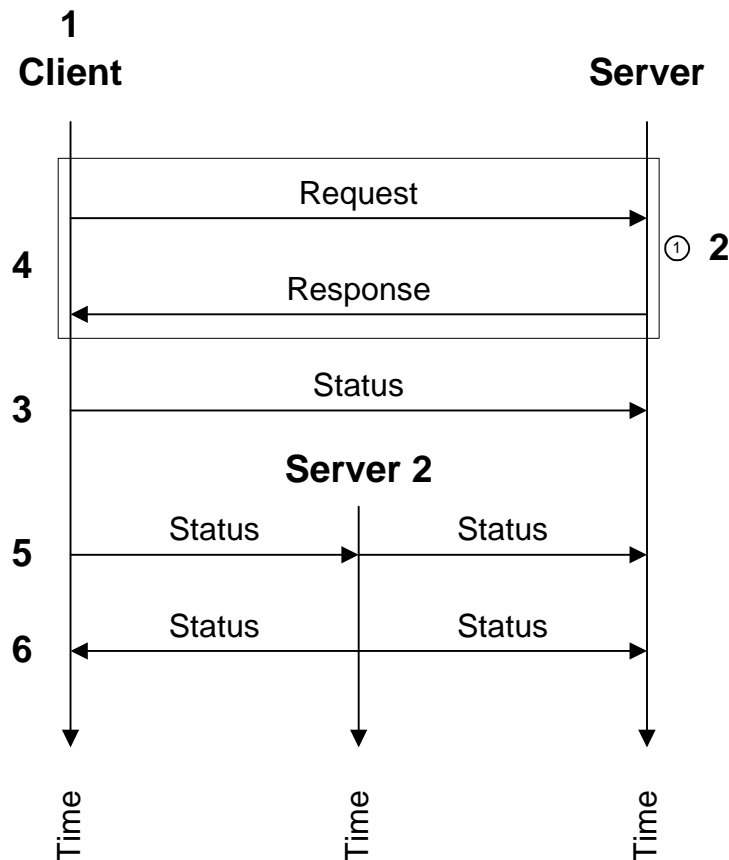 1
Client Server
Request
① 2
4
Response
Status
3
Server 2
Status Status
5
Status Status
6
Time Time Time